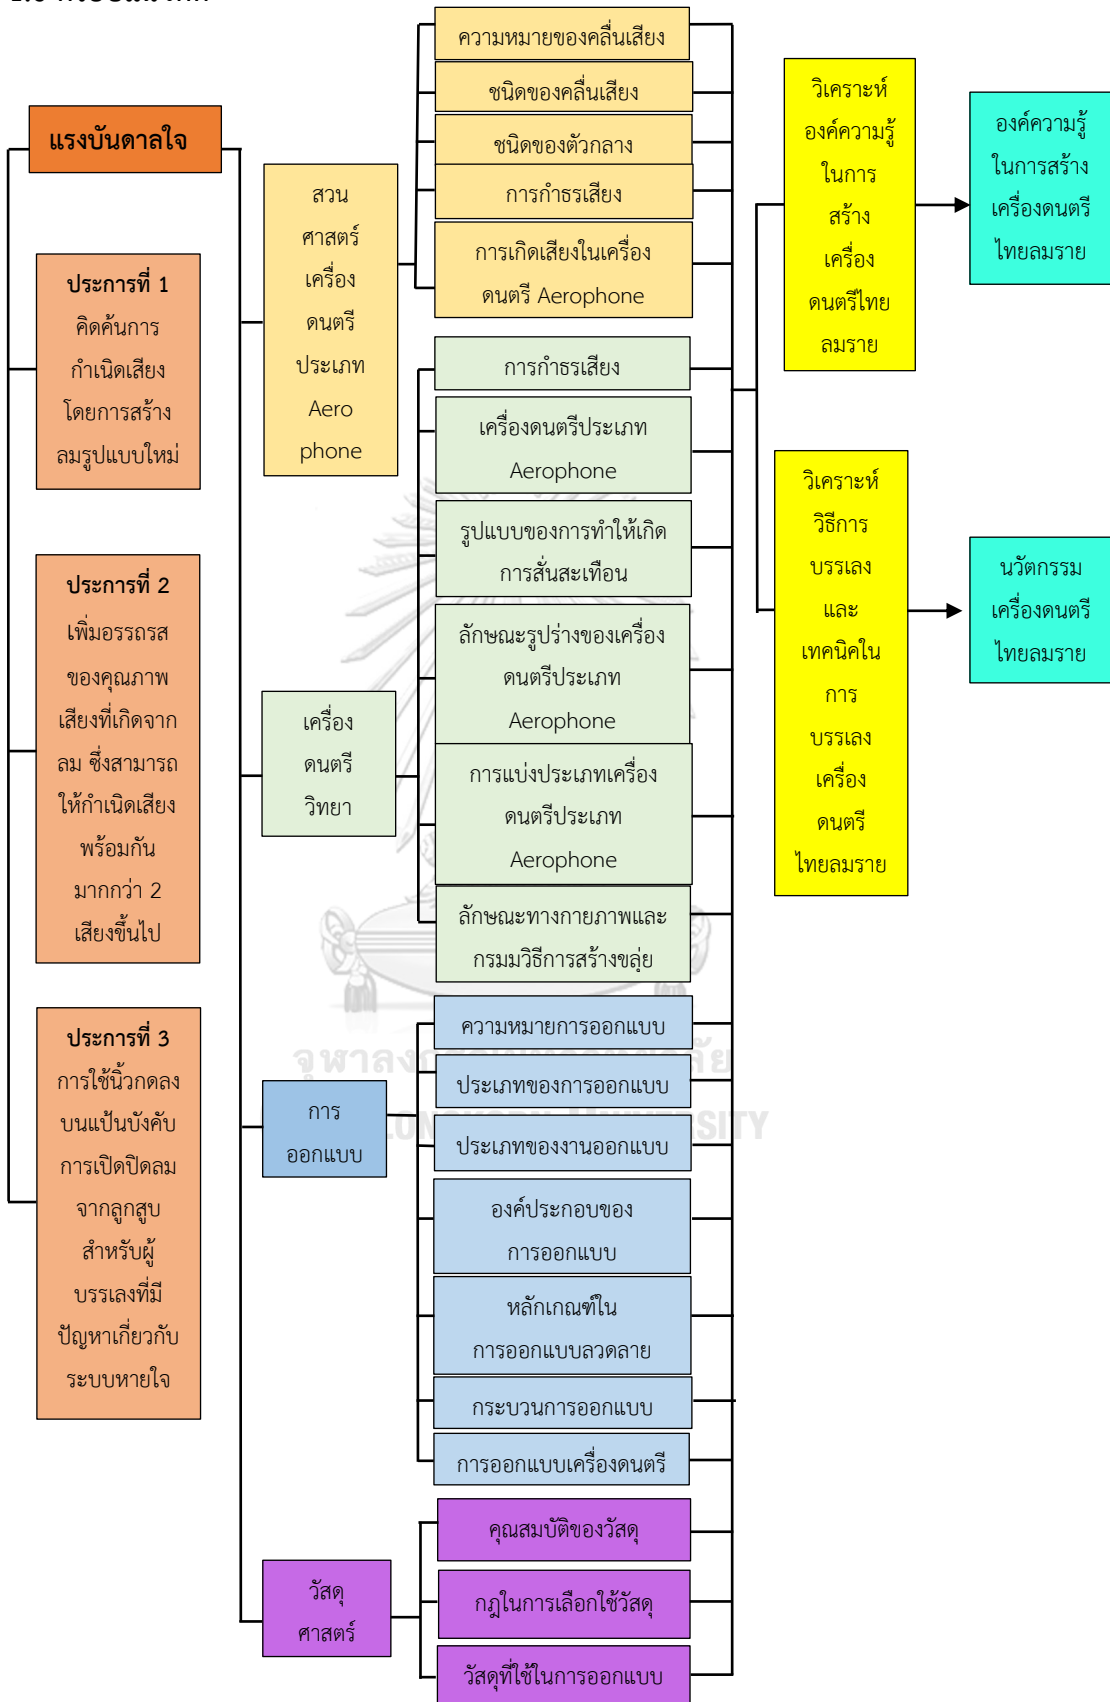 แรงบันดาลใจ
ประการที่ 1
คิดค้นการ
กำเนิดเสียง
โดยการสร้าง
ลมรูปแบบใหม่
ประการที่ 2
เพิ่มอรรถรส
ของคุณภาพ
เสียงที่เกิดจาก
ลม ซึ่งสามารถ
ให้กำเนิดเสียง
พร้อมกัน
มากกว่า 2
เสียงขึ้นไป
ประการที่ 3
การใช้นิ้วกดลง
บนแป้นบังคับ
การเปิดปิดลม
จากลูกสูบ
สำหรับผู้
บรรเลงที่มี
ปัญหาเกี่ยวกับ
ระบบหายใจ
สวน
ศาสตร์
เครื่อง
ดนตรี
ประเภท
Aero
phone
ความหมายของคลื่นเสียง
ชนิดของคลื่นเสียง
ชนิดของตัวกลาง
การกำธรเสียง
การเกิดเสียงในเครื่อง
ดนตรี Aerophone
เครื่อง
ดนตรี
วิทยา
การกำธรเสียง
เครื่องดนตรีประเภท
Aerophone
รูปแบบของการทำให้เกิด
การสั่นสะเทือน
ลักษณะรูปร่างของเครื่อง
ดนตรีประเภท
Aerophone
การแบ่งประเภทเครื่อง
ดนตรีประเภท
Aerophone
ลักษณะทางกายภาพและ
กรมมวิธีการสร้างขลุ่ย
การ
ออกแบบ
ความหมายการออกแบบ
ประเภทของการออกแบบ
ประเภทของงานออกแบบ
องค์ประกอบของ
การออกแบบ
หลักเกณฑ์ใน
การออกแบบลวดลาย
กระบวนการออกแบบ
การออกแบบเครื่องดนตรี
วัสดุ
ศาสตร์
คุณสมบัติของวัสดุ
กฎในการเลือกใช้วัสดุ
วัสดุที่ใช้ในการออกแบบ
วิเคราะห์
องค์ความรู้
ในการ
สร้าง
เครื่อง
ดนตรีไทย
ลมราย
องค์ความรู้
ในการสร้าง
เครื่องดนตรี
ไทยลมราย
วิเคราะห์
วิธีการ
บรรเลง
และ
เทคนิคใน
การ
บรรเลง
เครื่อง
ดนตรี
ไทยลมราย
นวัตกรรม
เครื่องดนตรี
ไทยลมราย